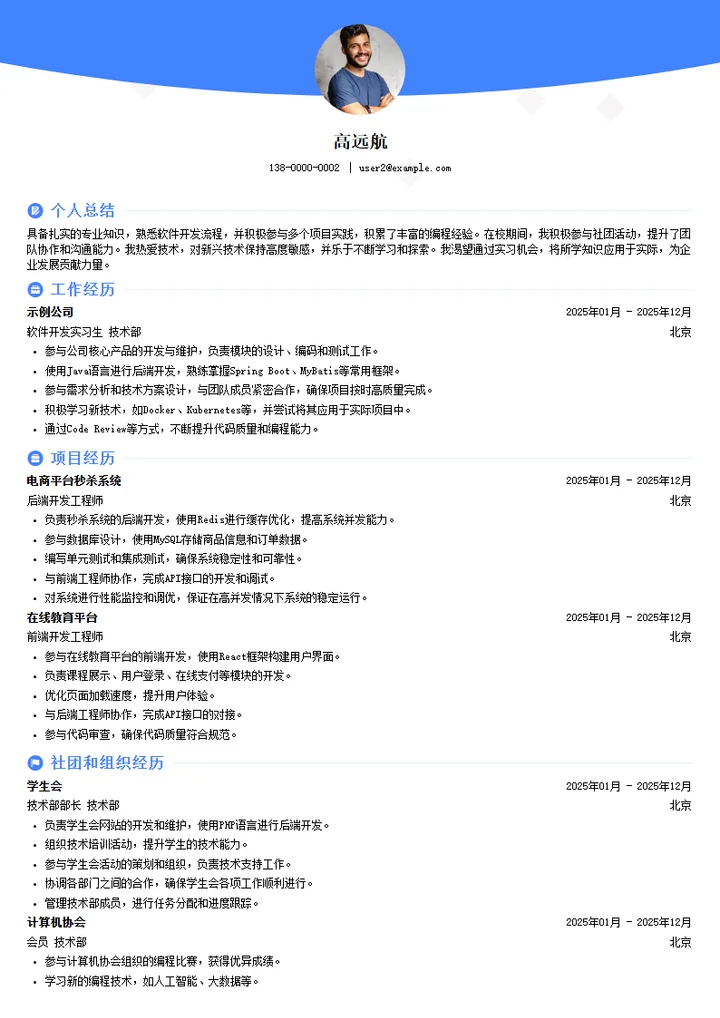 高远航
138-0000-0002 | user2@example.com
个人总结
具备扎实的专业知识，熟悉软件开发流程，并积极参与多个项目实践，积累了丰富的编程经验。在校期间，我积极参与社团活动，提升了团
队协作和沟通能力。我热爱技术，对新兴技术保持高度敏感，并乐于不断学习和探索。我渴望通过实习机会，将所学知识应用于实际，为企
业发展贡献力量。
工作经历
示例公司 2025年01月 - 2025年12月
软件开发实习生 技术部 北京
• 参与公司核心产品的开发与维护，负责模块的设计、编码和测试工作。
• 使用Java语言进行后端开发，熟练掌握Spring Boot、MyBatis等常用框架。
• 参与需求分析和技术方案设计，与团队成员紧密合作，确保项目按时高质量完成。
• 积极学习新技术，如Docker、Kubernetes等，并尝试将其应用于实际项目中。
• 通过Code Review等方式，不断提升代码质量和编程能力。
项目经历
电商平台秒杀系统 2025年01月 - 2025年12月
后端开发工程师 北京
• 负责秒杀系统的后端开发，使用Redis进行缓存优化，提高系统并发能力。
• 参与数据库设计，使用MySQL存储商品信息和订单数据。
• 编写单元测试和集成测试，确保系统稳定性和可靠性。
• 与前端工程师协作，完成API接口的开发和调试。
• 对系统进行性能监控和调优，保证在高并发情况下系统的稳定运行。
在线教育平台 2025年01月 - 2025年12月
前端开发工程师 北京
• 参与在线教育平台的前端开发，使用React框架构建用户界面。
• 负责课程展示、用户登录、在线支付等模块的开发。
• 优化页面加载速度，提升用户体验。
• 与后端工程师协作，完成API接口的对接。
• 参与代码审查，确保代码质量符合规范。
社团和组织经历
学生会 2025年01月 - 2025年12月
技术部部长 技术部 北京
• 负责学生会网站的开发和维护，使用PHP语言进行后端开发。
• 组织技术培训活动，提升学生的技术能力。
• 参与学生会活动的策划和组织，负责技术支持工作。
• 协调各部门之间的合作，确保学生会各项工作顺利进行。
• 管理技术部成员，进行任务分配和进度跟踪。
计算机协会 2025年01月 - 2025年12月
会员 技术部 北京
• 参与计算机协会组织的编程比赛，获得优异成绩。
• 学习新的编程技术，如人工智能、大数据等。